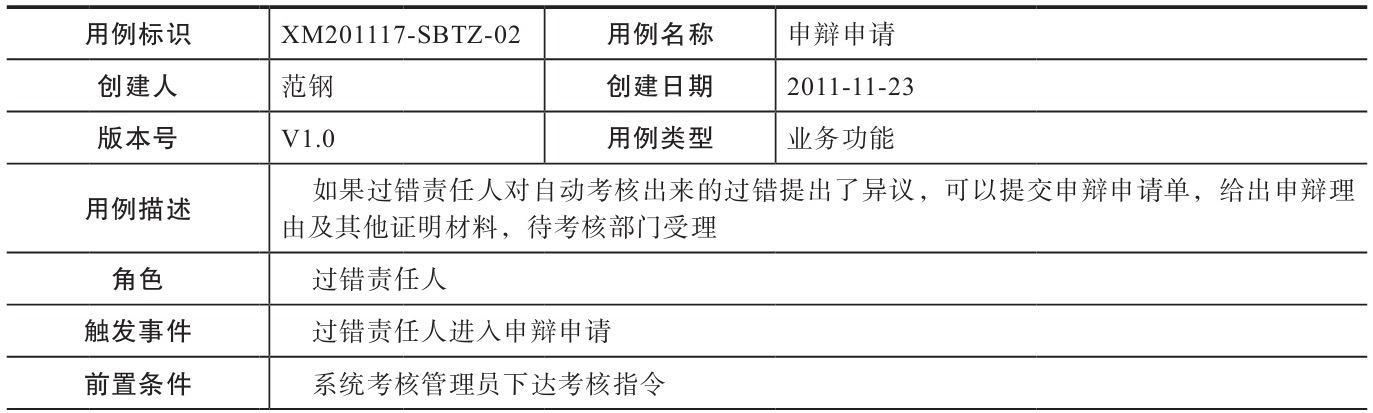 用例标识 XM201117-SBTZ-02 用例名称 申辩申请
创建人 范钢 创建日期 2011-11-23
版本号 V1.0 用例类型 业务功能
用例描述 如果过错责任人对自动考核出来的过错提出了异议，可以提交申辩申请单，给出申辩理
由及其他证明材料，待考核部门受理
角色 过错责任人
触发事件 过错责任人进入申辩申请
前置条件 系统考核管理员下达考核指令